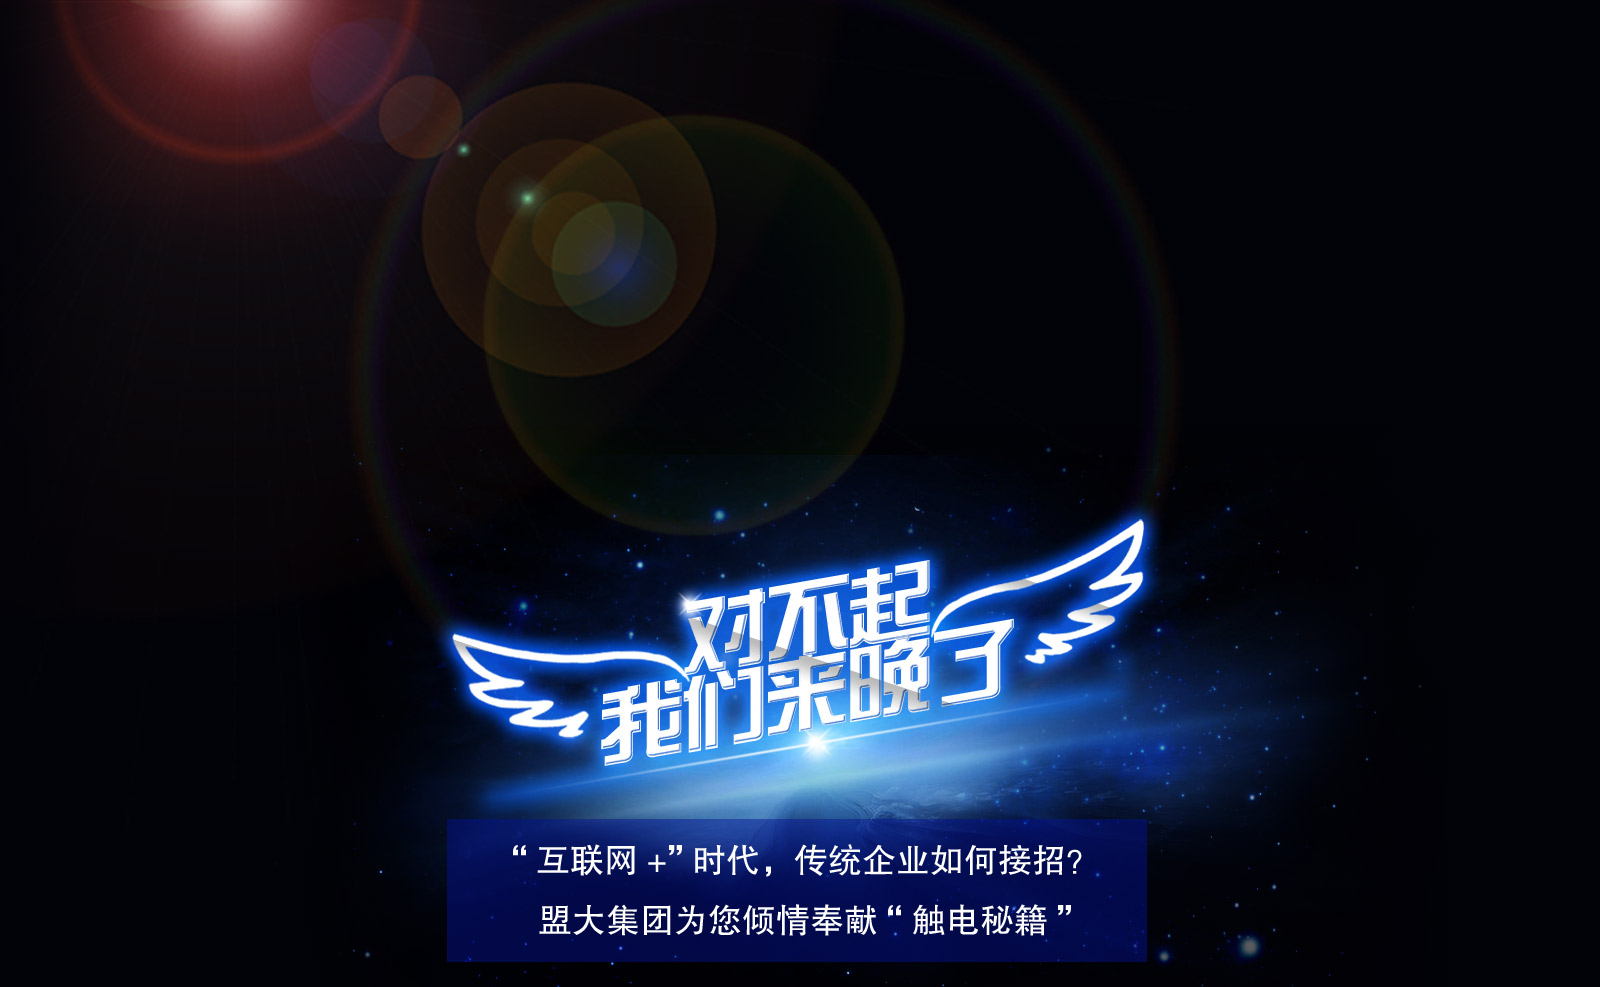 对不起
我们来晚了
“互联网+”时代，传统企业如何接招？
盟大集团为您倾情奉献“触电秘籍”